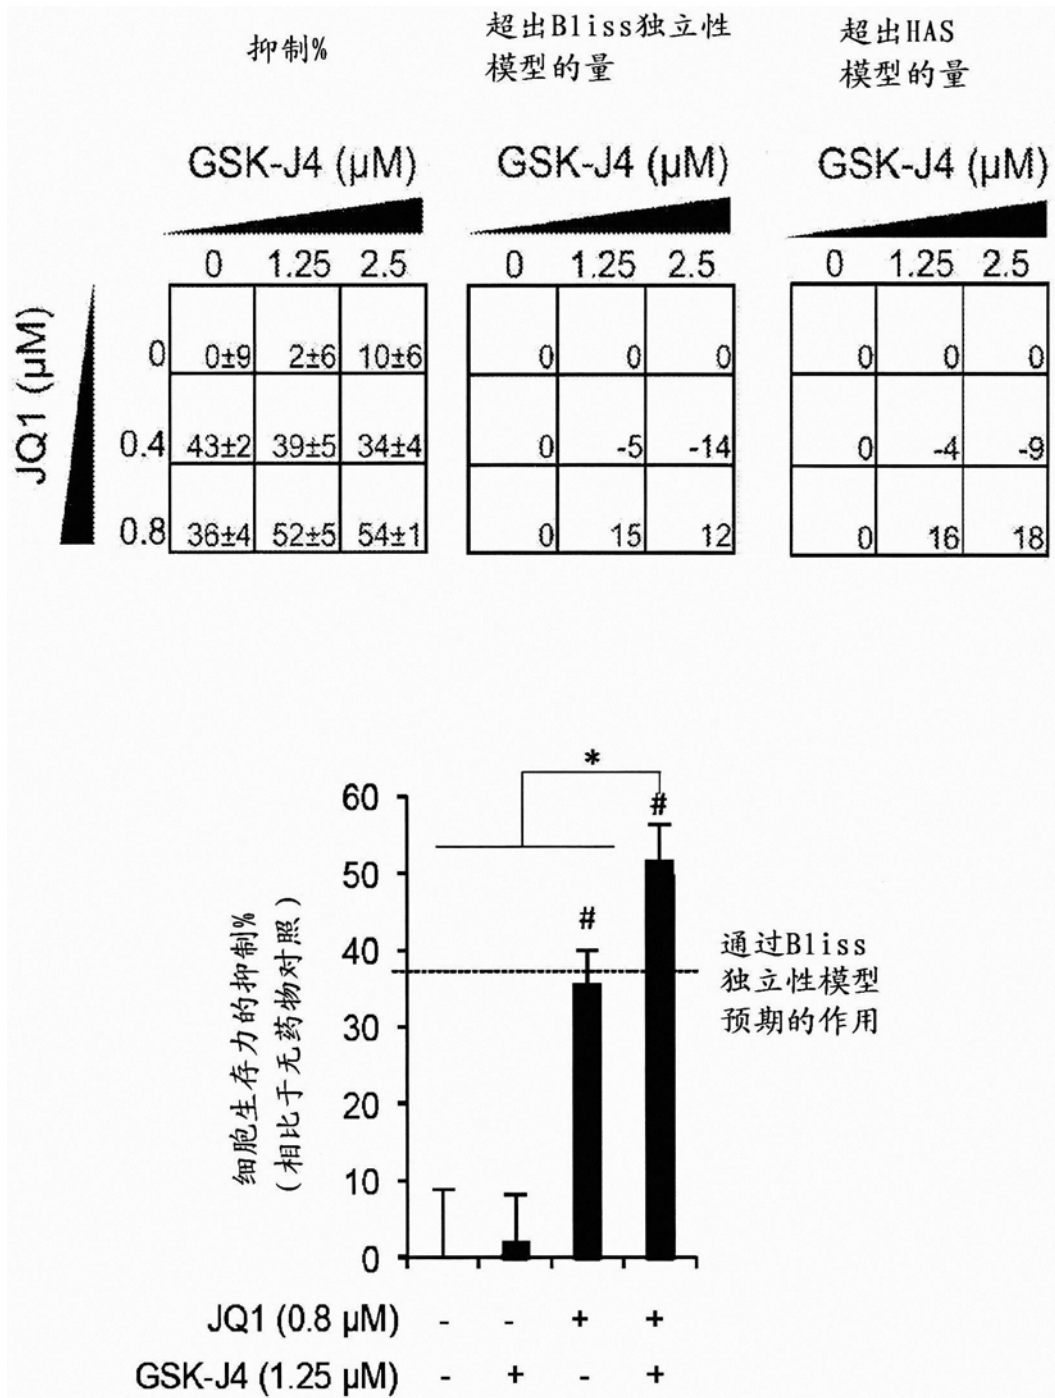 抑制%
超出Bliss独立性
模型的量
超出HAS
模型的量
GSK-J4 (μM)
GSK-J4 (μM)
GSK-J4 (μM)
0 1.25 2.5
0 1.25 2.5
0 1.25 2.5
JQ1 (μM)
0 0±9 2±6 10±6
0 0 0
0 0 0
0.4 43±2 39±5 34±4
0 -5 -14
0 -4 -9
0.8 36±4 52±5 54±1
0 15 12
0 16 18
*
#
#
60
50
40
30
20
10
0
细胞生存力的抑制%
(相比于无药物对照)
通过Bliss
独立性模型
预期的作用
JQ1 (0.8 μM) - - + +
GSK-J4 (1.25 μM) - + - +